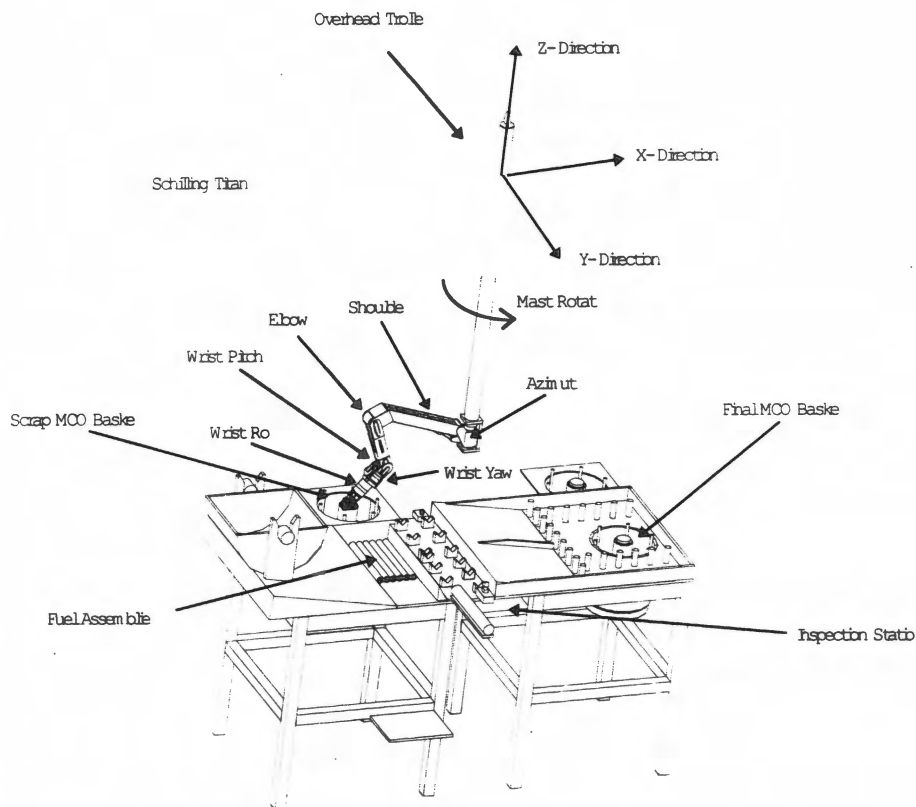 Overhead Trolle
Z-Direction
X-Direction
Schilling Titan
Y-Direction
Mast Rotat
Shoulde
Elbow
Wrist Pitch
Azimut
Final MCO Baske
Scrap MCO Baske
Wrist Ro
Wrist Yaw
Fuel Assemblie
Inspection Statio